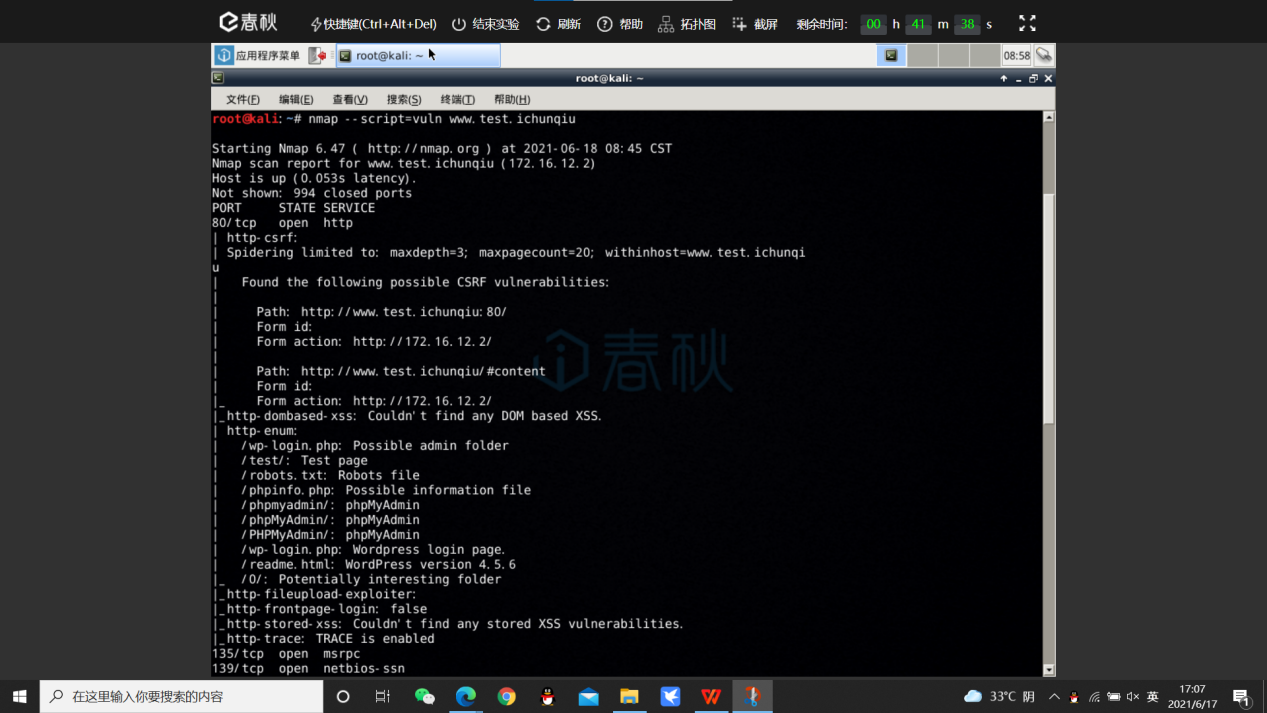 e春秋 快捷键(Ctrl+Alt+Del) 结束实验 刷新 帮助 拓扑图 截屏 剩余时间: 00 h 41 m 38 s
应用程序菜单 root@kali: ~ 08:58
root@kali: ~
文件(F) 编辑(E) 查看(V) 搜索(S) 终端(T) 帮助(H)
root@kali:~# nmap --script=vuln www.test.ichunqiu
Starting Nmap 6.47 ( http://nmap.org ) at 2021-06-18 08:45 CST
Nmap scan report for www.test.ichunqiu (172.16.12.2)
Host is up (0.053s latency).
Not shown: 994 closed ports
PORT STATE SERVICE
80/tcp open http
| http-csrf:
| Spidering limited to: maxdepth=3; maxpagecount=20; withinhost=www.test.ichunqi
u
| Found the following possible CSRF vulnerabilities:
|
| Path: http://www.test.ichunqiu:80/
| Form id:
| Form action: http://172.16.12.2/
|
| Path: http://www.test.ichunqiu/#content
| Form id:
|_ Form action: http://172.16.12.2/
|_http-dombased-xss: Couldn't find any DOM based XSS.
| http-enum:
| /wp-login.php: Possible admin folder
| /test/: Test page
| /robots.txt: Robots file
| /phpinfo.php: Possible information file
| /phpmyadmin/: phpMyAdmin
| /phpMyAdmin/: phpMyAdmin
| /PHPMyAdmin/: phpMyAdmin
| /wp-login.php: Wordpress login page.
| /readme.html: WordPress version 4.5.6
|_ /0/: Potentially interesting folder
|_http-fileupload-exploiter:
|_http-frontpage-login: false
|_http-stored-xss: Couldn't find any stored XSS vulnerabilities.
|_http-trace: TRACE is enabled
135/tcp open msrpc
139/tcp open netbios-ssn
i春秋
在这里输入你要搜索的内容 33°C 阴 英 17:07
2021/6/17 1